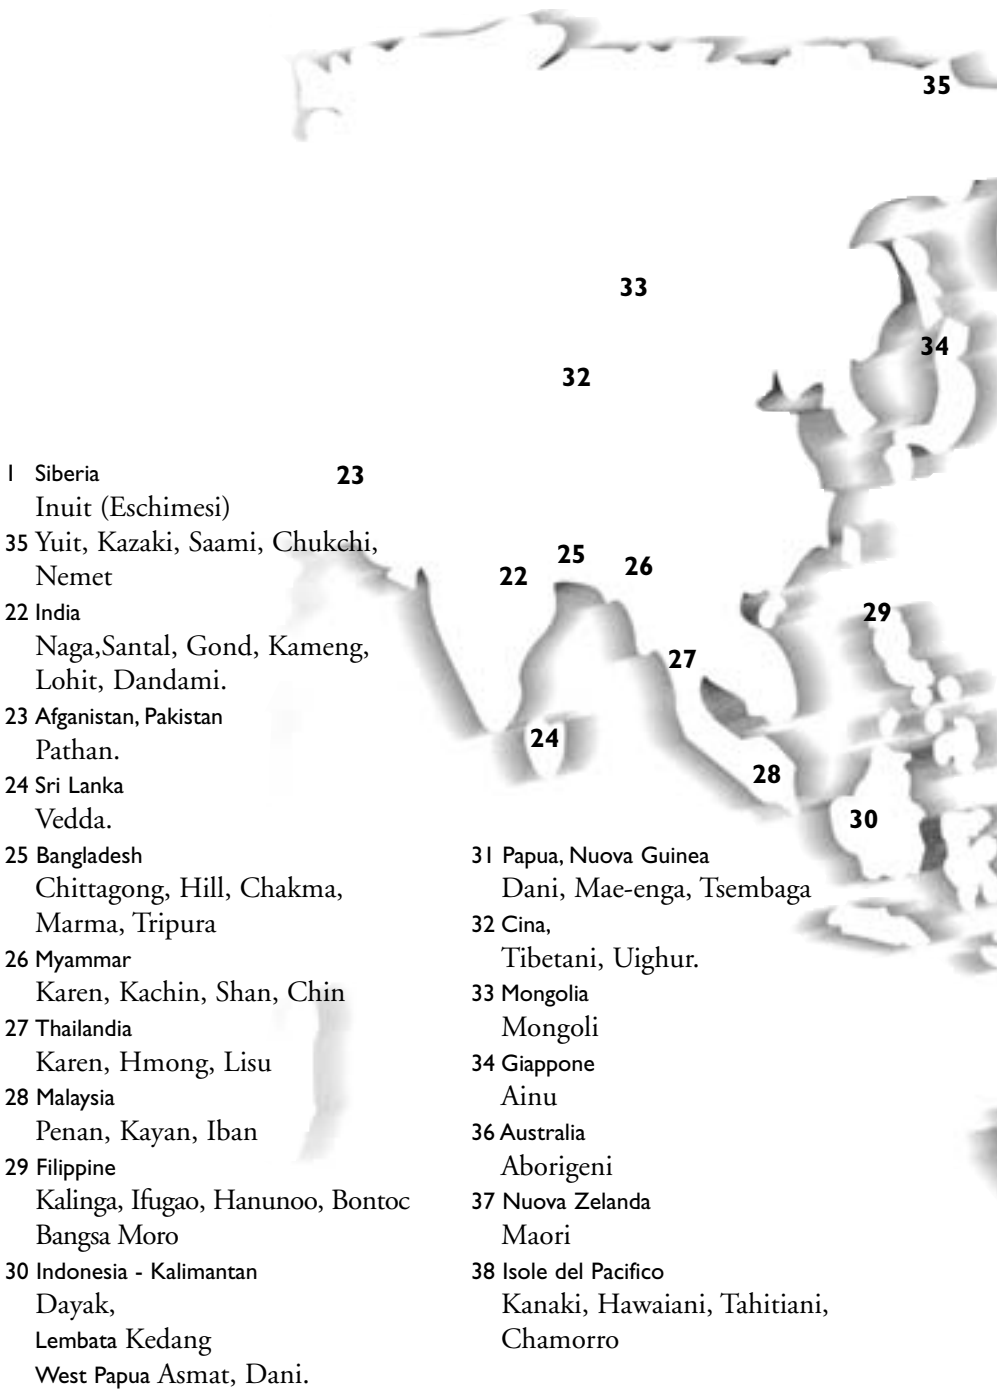 35
33
34
32
23
25
26
22
29
27
24
28
30
1 Siberia
Inuit (Eschimesi)
35 Yuit, Kazaki, Saami, Chukchi,
Nemet
22 India
Naga,Santal, Gond, Kameng,
Lohit, Dandami.
23 Afganistan, Pakistan
Pathan.
24 Sri Lanka
Vedda.
25 Bangladesh
Chittagong, Hill, Chakma,
Marma, Tripura
26 Myammar
Karen, Kachin, Shan, Chin
27 Thailandia
Karen, Hmong, Lisu
28 Malaysia
Penan, Kayan, Iban
29 Filippine
Kalinga, Ifugao, Hanunoo, Bontoc
Bangsa Moro
30 Indonesia - Kalimantan
Dayak,
Lembata Kedang
West Papua Asmat, Dani.
31 Papua, Nuova Guinea
Dani, Mae-enga, Tsembaga
32 Cina,
Tibetani, Uighur.
33 Mongolia
Mongoli
34 Giappone
Ainu
36 Australia
Aborigeni
37 Nuova Zelanda
Maori
38 Isole del Pacifico
Kanaki, Hawaiani, Tahitiani,
Chamorro